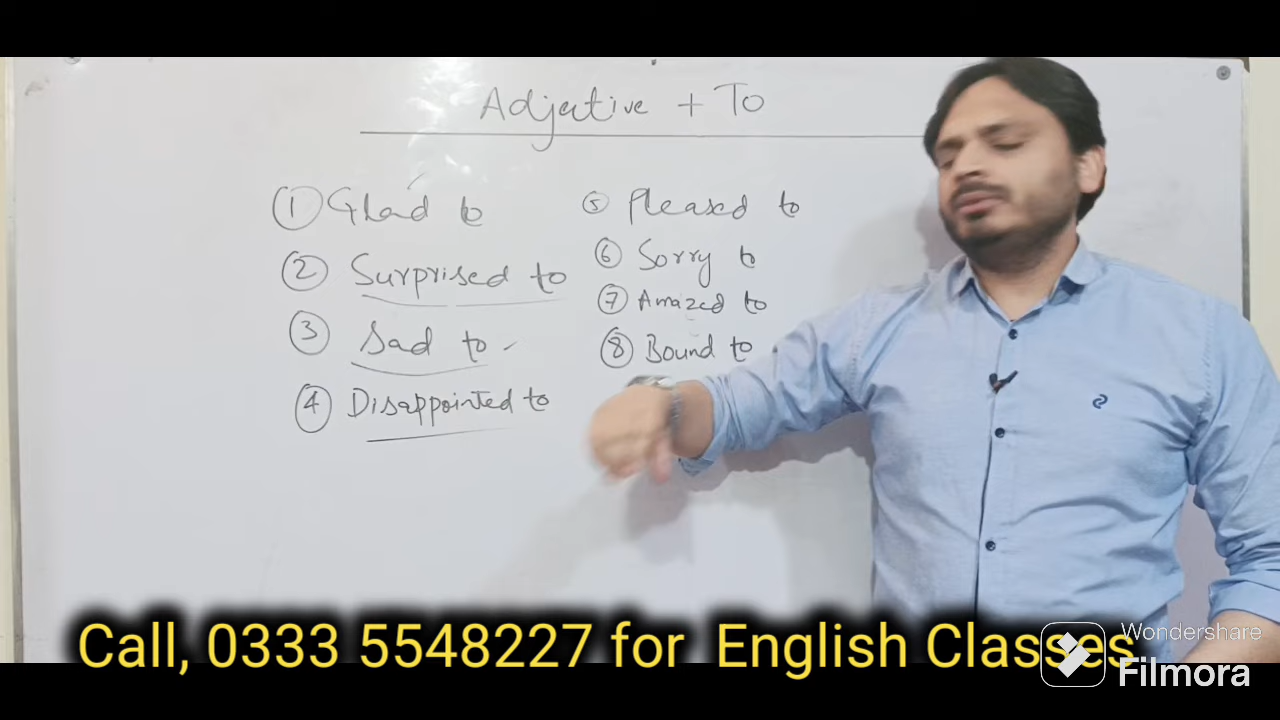 Adjective + To
① Glad to
② Surprised to
③ Sad to
④ Disappointed to
⑤ Pleased to
⑥ Sorry to
⑦ Amazed to
⑧ Bound to
Call, 0333 5548227 for English Classes
Wondershare
Filmora